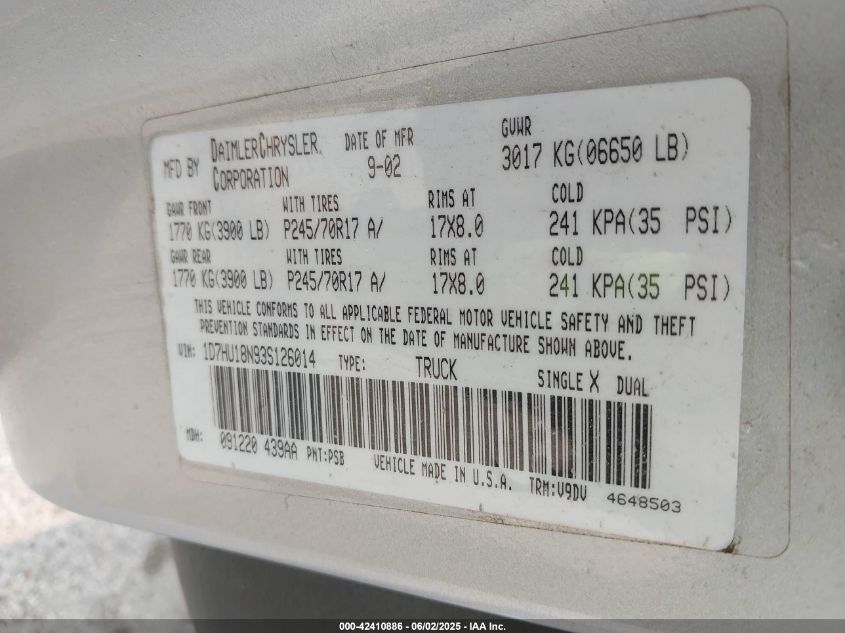 MFD BY DAIMLERCHRYSLER CORPORATION DATE OF MFR 9-02 GVWR 3017 KG(06650 LB)
GAWR FRONT WITH TIRES RIMS AT COLD
1770 KG(3900 LB) P245/70R17 A/ 17X8.0 241 KPA(35 PSI)
GAWR REAR WITH TIRES RIMS AT COLD
1770 KG(3900 LB) P245/70R17 A/ 17X8.0 241 KPA(35 PSI)
THIS VEHICLE CONFORMS TO ALL APPLICABLE FEDERAL MOTOR VEHICLE SAFETY AND THEFT
PREVENTION STANDARDS IN EFFECT ON THE DATE OF MANUFACTURE SHOWN ABOVE.
VIN: 1D7HU18N93S126014 TYPE: TRUCK SINGLE X DUAL
MDH: 091220 439AA PNT:PSB VEHICLE MADE IN U.S.A. TRM:V9DV 4648503
000-42410886 - 06/02/2025 - IAA Inc.